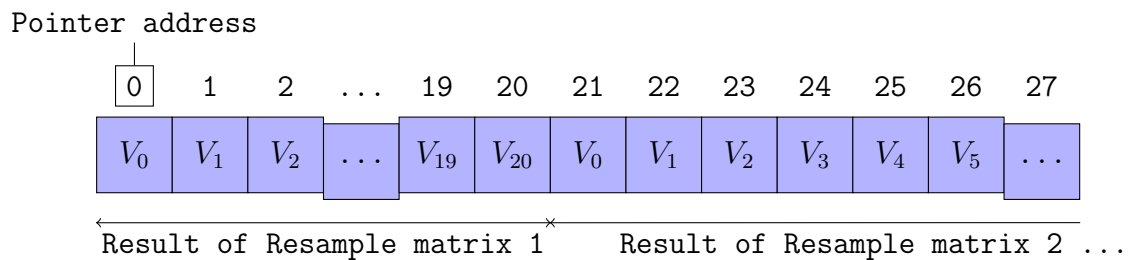 Pointer address
0 1 2 ... 19 20 21 22 23 24 25 26 27
V₀ V₁ V₂ ... V₁₉ V₂₀ V₀ V₁ V₂ V₃ V₄ V₅ ...
Result of Resample matrix 1 Result of Resample matrix 2 ...